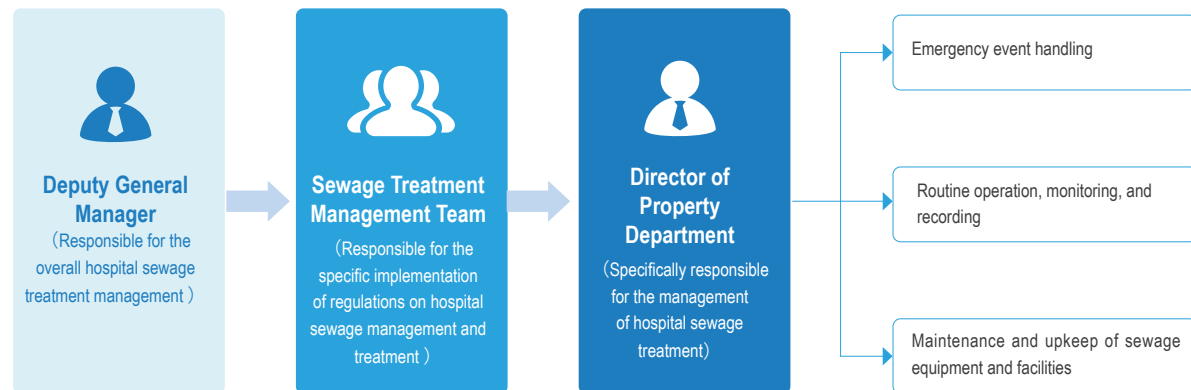 Deputy General
Manager
（Responsible for the
overall hospital sewage
treatment management ）
Sewage Treatment
Management Team
（Responsible for the
specific implementation
of regulations on hospital
sewage management and
treatment ）
Director of
Property
Department
（Specifically responsible
for the management
of hospital sewage
treatment）
Emergency event handling
Routine operation, monitoring, and
recording
Maintenance and upkeep of sewage
equipment and facilities